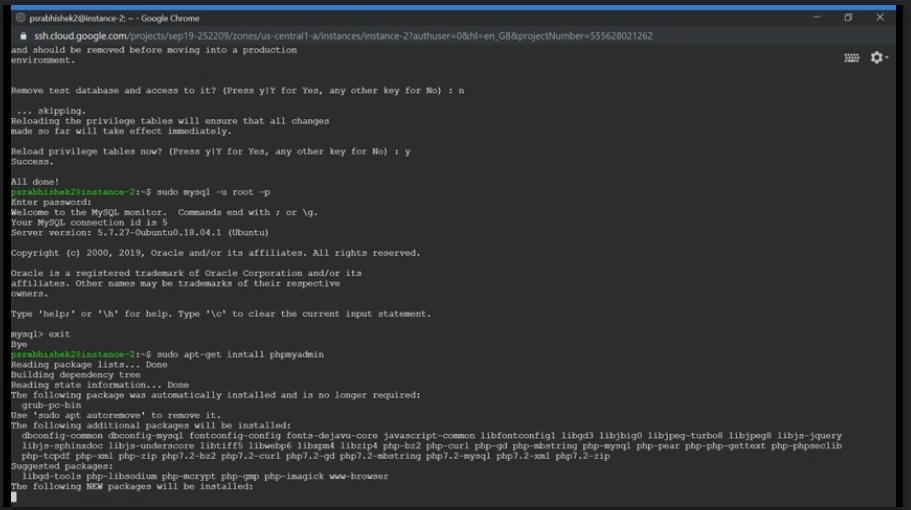 psrabhishek2@instance-2: ~ - Google Chrome
ssh.cloud.google.com/projects/sep19-252209/zones/us-central1-a/instances/instance-2?authuser=0&hl=en_GB&projectNumber=555628021262
and should be removed before moving into a production
environment.
Remove test database and access to it? (Press y|Y for Yes, any other key for No) : n
... skipping.
Reloading the privilege tables will ensure that all changes
made so far will take effect immediately.
Reload privilege tables now? (Press y|Y for Yes, any other key for No) : y
Success.
All done!
psrabhishek2@instance-2:~$ sudo mysql -u root -p
Enter password:
Welcome to the MySQL monitor.  Commands end with ; or \g.
Your MySQL connection id is 5
Server version: 5.7.27-0ubuntu0.18.04.1 (Ubuntu)
Copyright (c) 2000, 2019, Oracle and/or its affiliates. All rights reserved.
Oracle is a registered trademark of Oracle Corporation and/or its
affiliates. Other names may be trademarks of their respective
owners.
Type 'help;' or '\h' for help. Type '\c' to clear the current input statement.
mysql> exit
Bye
psrabhishek2@instance-2:~$ sudo apt-get install phpmyadmin
Reading package lists... Done
Building dependency tree
Reading state information... Done
The following package was automatically installed and is no longer required:
grub-pc-bin
Use 'sudo apt autoremove' to remove it.
The following additional packages will be installed:
dbconfig-common dbconfig-mysql fontconfig-config fonts-dejavu-core javascript-common libfontconfig1 libgd3 libjbig0 libjpeg-turbo8 libjpeg8 libjs-jquery
libjs-sphinxdoc libjs-underscore libtiff5 libwebp6 libxpm4 libzip4 php-bz2 php-curl php-gd php-mbstring php-mysql php-pear php-php-gettext php-phpseclib
php-tcpdf php-xml php-zip php7.2-bz2 php7.2-curl php7.2-gd php7.2-mbstring php7.2-mysql php7.2-xml php7.2-zip
Suggested packages:
libgd-tools php-libsodium php-mcrypt php-gmp php-imagick www-browser
The following NEW packages will be installed: